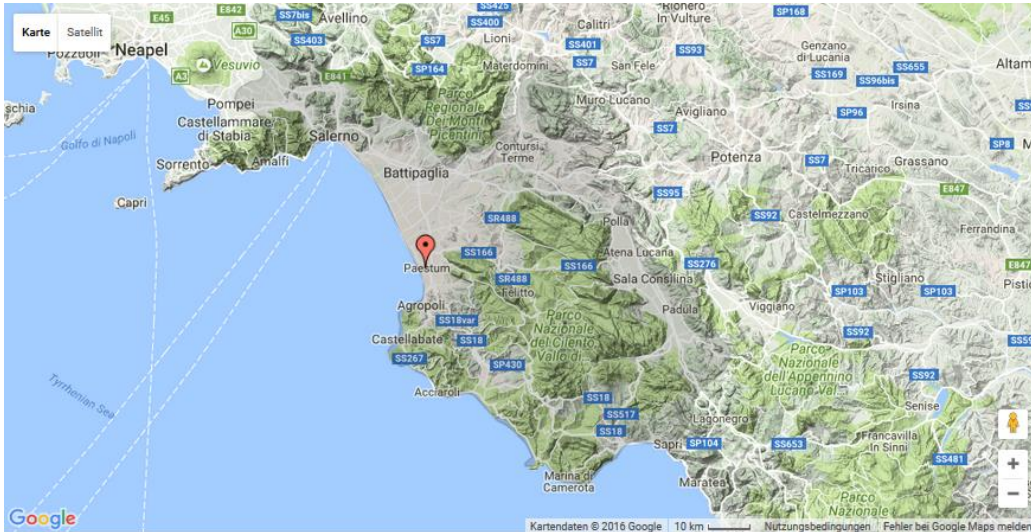 SS7bis
Avellino
SS425
SS400
Calitri
Rionero
In Vulture
SP168
E45
E842
A30
Karte
Satellit
Neapel
Pozzuoli
Vesuvio
A3
SS403
SS7
Lioni
SS401
SS7
SS93
Genzano
di Lucania
SS655
SS96bis
SS169
Altam
E841
SP164
Materdomini
San Fele
Pompei
Castellammare
di Stabia
Parco
Regionale
Dei Monti
Picentini
Muro Lucano
Avigliano
SP96
Irsina
SS7
SP8
Golfo di Napoli
Salerno
Amalfi
Sorrento
Contursi
Terme
Potenza
SS7
Tricarico
Grassano
E847
Battipaglia
SS95
Capri
SR488
Polla
SS92
Castelmezzano
Ferrandina
SS166
Atena Lucana
Paestum
SS166
SS276
E847
SR488
Felitto
Sala Consilina
Stigliano
SP103
SP103
Pistic
Agropoli
SS18var
Padula
Viggiano
Castellabate
SS18
Parco
Nazionale
del Cilento,
Vallo di...
SS92
SS267
SP430
Parco
Nazionale
dell'Appennino
Lucano Val...
SS92
Tyrrhenian Sea
Acciaroli
SS18
SS517
SS18
Lagonegro
Senise
Sapri
SP104
SS653
Francavilla
In Sinni
SS481
Marina di
Camerota
Maratea
Parco
Nazionale
Google
Kartendaten © 2016 Google
10 km
Nutzungsbedingungen
Fehler bei Google Maps melden